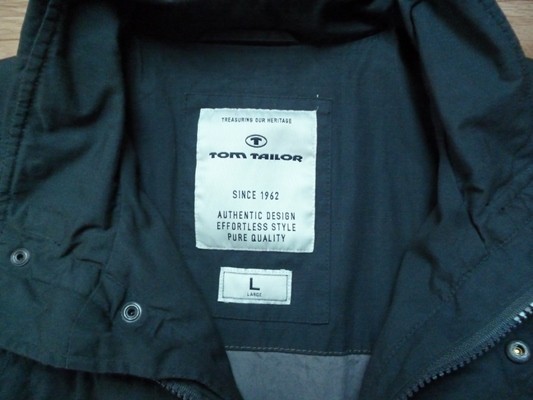 TREASURING OUR HERITAGE
T
TOM TAILOR
SINCE 1962
AUTHENTIC DESIGN
EFFORTLESS STYLE
PURE QUALITY
L
LARGE